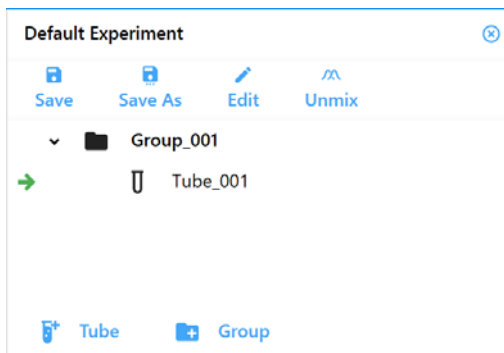 Default Experiment
Save Save As Edit Unmix
Group_001
Tube_001
Tube Group